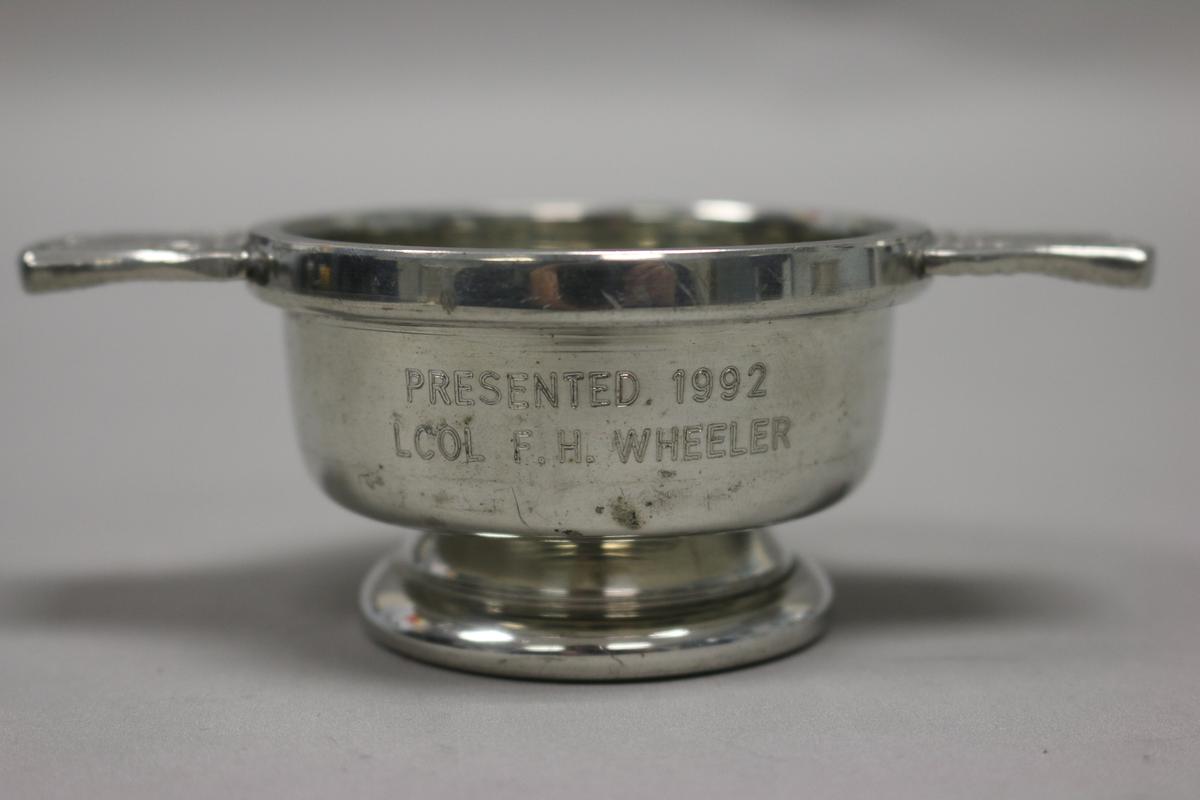 PRESENTED. 1992
LCOL F. H. WHEELER